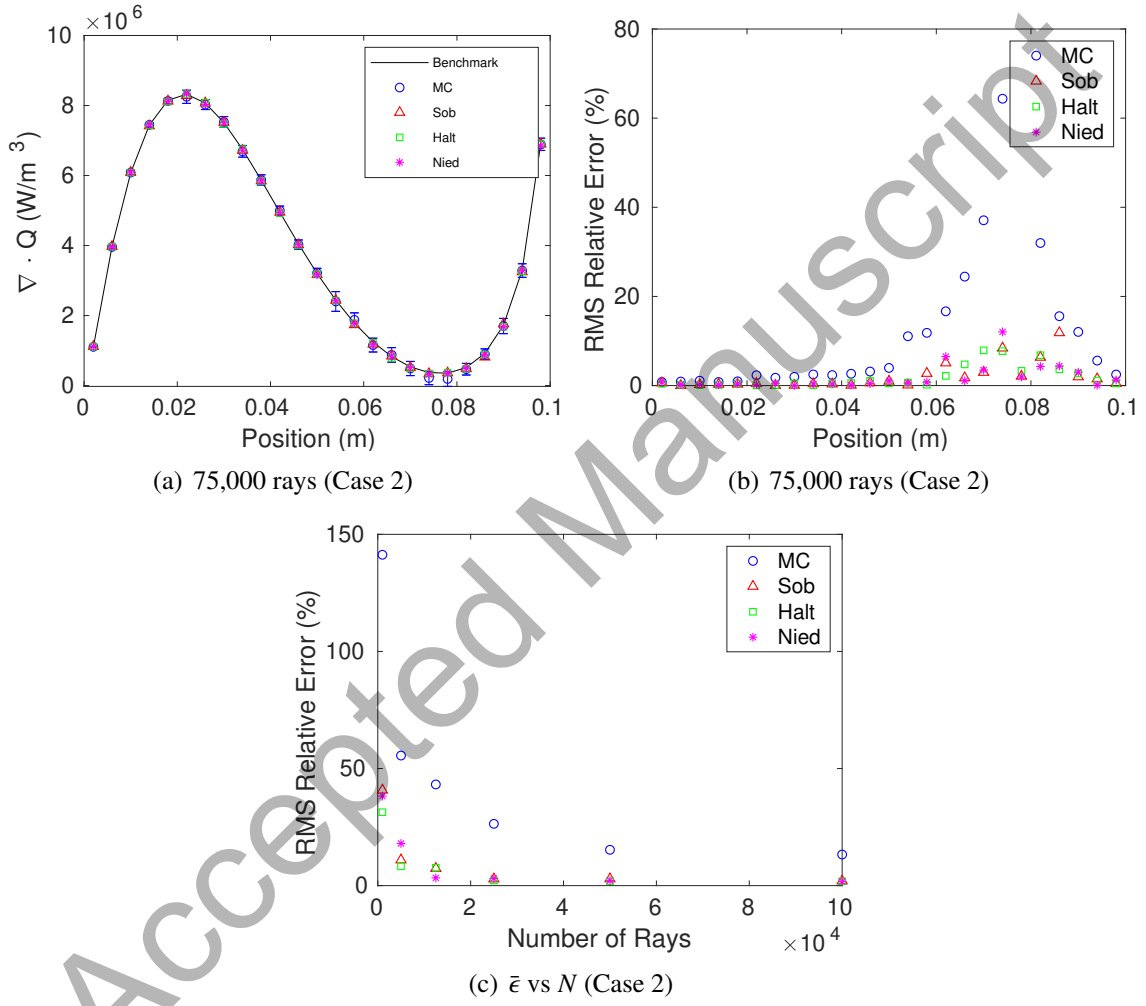 × 10^6
10
8
6
4
2
0
∇ · Q (W/m^3)
0 0.02 0.04 0.06 0.08 0.1
Position (m)
Benchmark
MC
Sob
Halt
Nied
(a) 75,000 rays (Case 2)
80
60
40
20
0
RMS Relative Error (%)
0 0.02 0.04 0.06 0.08 0.1
Position (m)
MC
Sob
Halt
Nied
(b) 75,000 rays (Case 2)
150
100
50
0
RMS Relative Error (%)
0 2 4 6 8 10
× 10^4
Number of Rays
MC
Sob
Halt
Nied
(c) ε̄ vs N (Case 2)
Accepted Manuscript